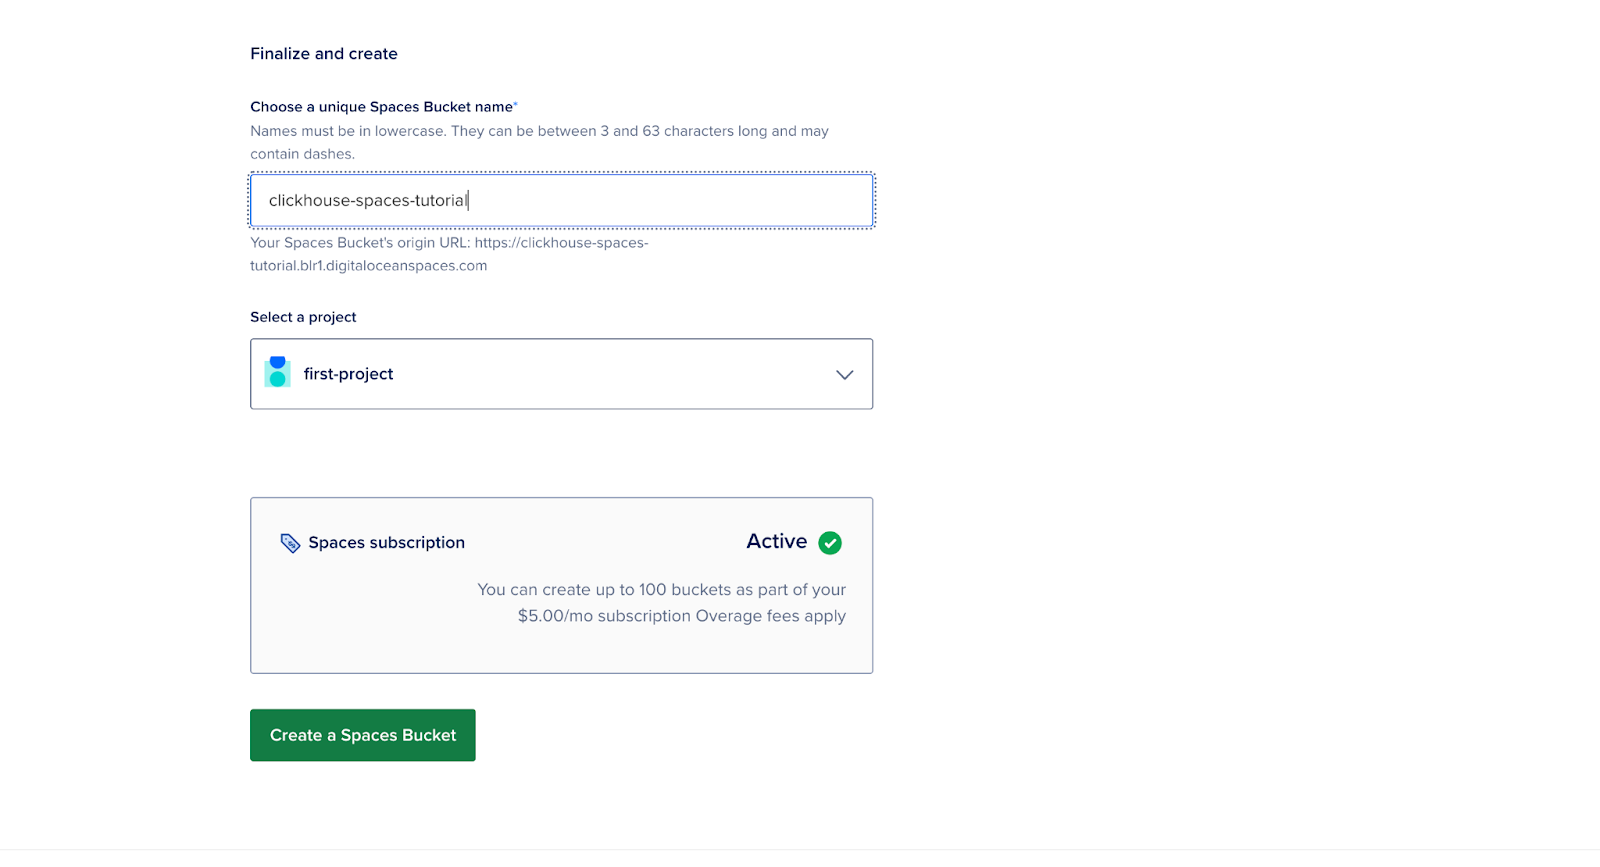 Finalize and create
Choose a unique Spaces Bucket name*
Names must be in lowercase. They can be between 3 and 63 characters long and may
contain dashes.
clickhouse-spaces-tutorial
Your Spaces Bucket's origin URL: https://clickhouse-spaces-
tutorial.blr1.digitaloceanspaces.com
Select a project
first-project
Spaces subscription
Active
You can create up to 100 buckets as part of your
$5.00/mo subscription Overage fees apply
Create a Spaces Bucket